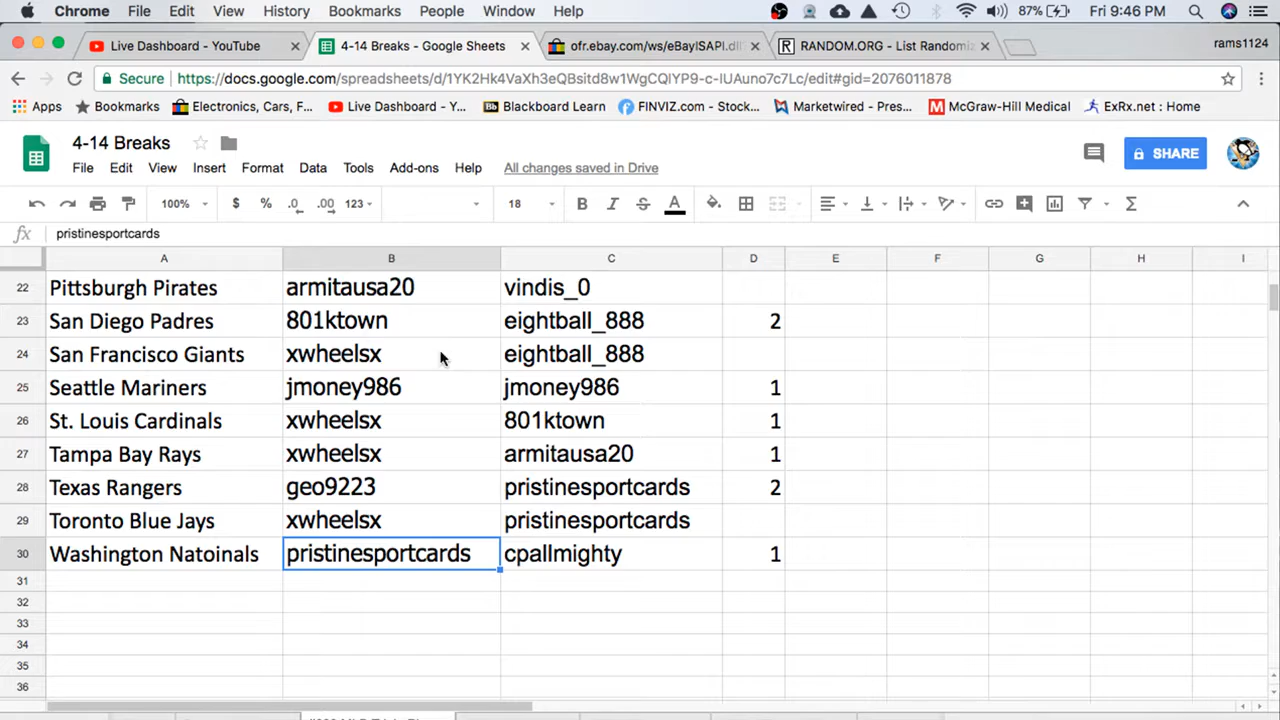 Chrome File Edit View History Bookmarks People Window Help 87% Fri 9:46 PM
Live Dashboard - YouTube × 4-14 Breaks - Google Sheets × ofr.ebay.com/ws/eBayISAPI.dll × RANDOM.ORG - List Randomiz × rams1124
Secure https://docs.google.com/spreadsheets/d/1YK2Hk4VaXh3eQBsitd8w1WgCQIYP9-c-IUAuno7c7Lc/edit#gid=2076011878
Apps Bookmarks Electronics, Cars, F... Live Dashboard - Y... Bb Blackboard Learn FINVIZ.com - Stock... Marketwired - Pres... M McGraw-Hill Medical ExRx.net : Home
4-14 Breaks
File Edit View Insert Format Data Tools Add-ons Help All changes saved in Drive SHARE
100% $ % .0 .00 123 18 B I S A Σ
fx pristinesportcards
A B C D E F G H I
22 Pittsburgh Pirates armitausa20 vindis_0
23 San Diego Padres 801ktown eightball_888 2
24 San Francisco Giants xwheelsx eightball_888
25 Seattle Mariners jmoney986 jmoney986 1
26 St. Louis Cardinals xwheelsx 801ktown 1
27 Tampa Bay Rays xwheelsx armitausa20 1
28 Texas Rangers geo9223 pristinesportcards 2
29 Toronto Blue Jays xwheelsx pristinesportcards
30 Washington Natoinals pristinesportcards cpallmighty 1
31
32
33
34
35
36